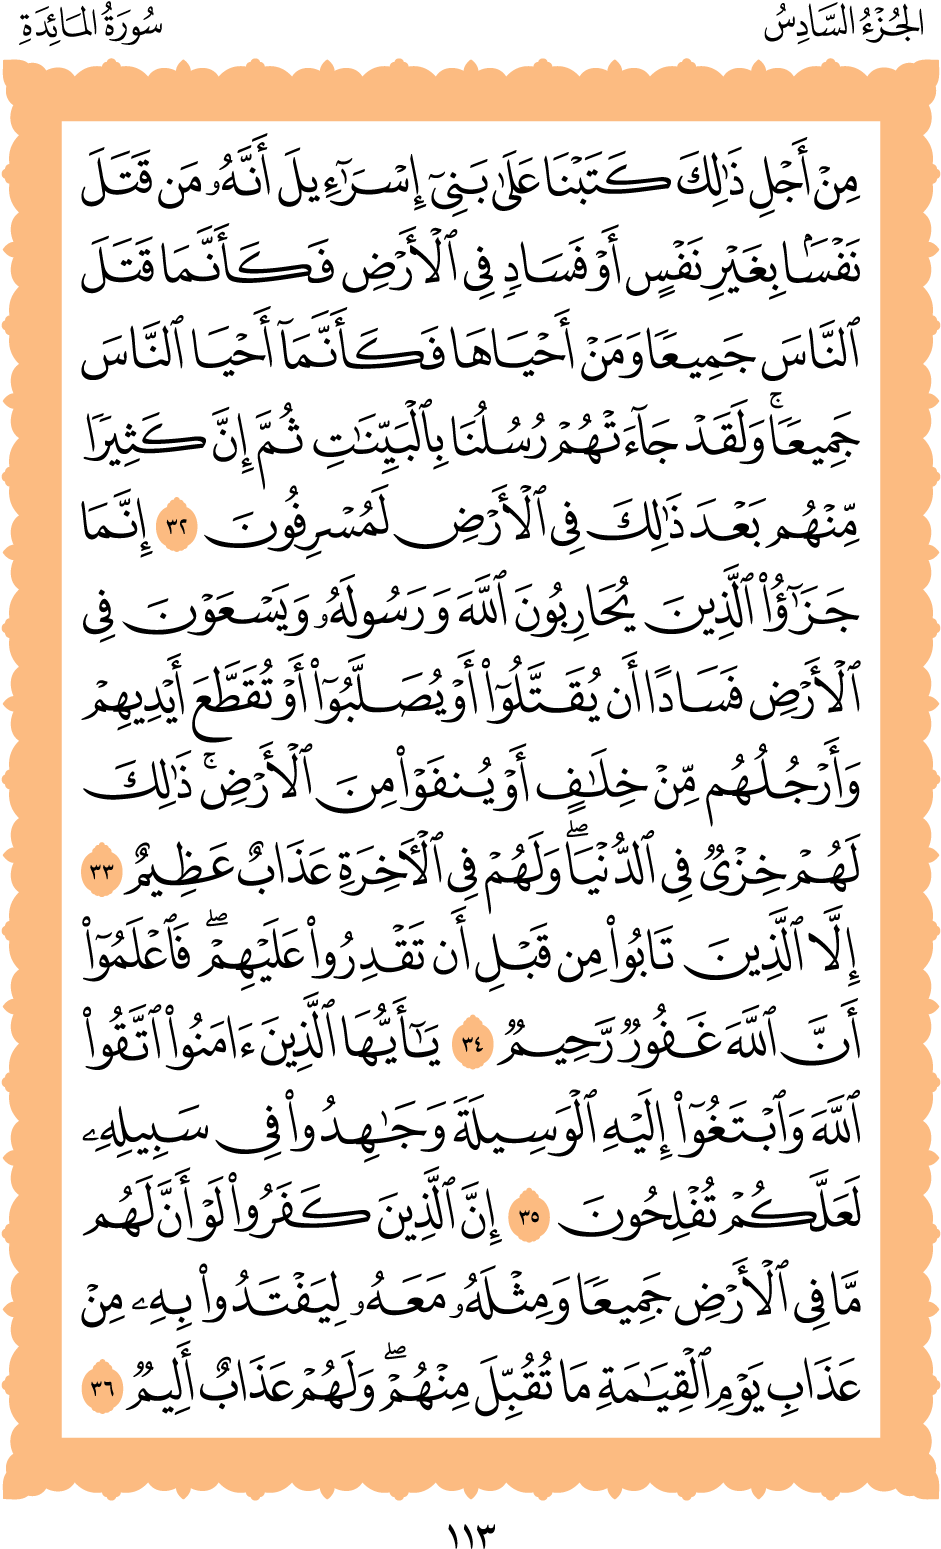 الجُزْءُ السَّادِسُ
سُورَةُ المَائِدَةِ
مِنْ أَجْلِ ذَٰلِكَ كَتَبْنَا عَلَىٰ بَنِىٓ إِسْرَٰٓءِيلَ أَنَّهُۥ مَن قَتَلَ
نَفْسًۢا بِغَيْرِ نَفْسٍ أَوْ فَسَادٍ فِى ٱلْأَرْضِ فَكَأَنَّمَا قَتَلَ
ٱلنَّاسَ جَمِيعًا وَمَنْ أَحْيَاهَا فَكَأَنَّمَآ أَحْيَا ٱلنَّاسَ
جَمِيعًاۚ وَلَقَدْ جَآءَتْهُمْ رُسُلُنَا بِٱلْبَيِّنَٰتِ ثُمَّ إِنَّ كَثِيرًا
مِّنْهُم بَعْدَ ذَٰلِكَ فِى ٱلْأَرْضِ لَمُسْرِفُونَ ٣٢ إِنَّمَا
جَزَٰٓؤُا۟ ٱلَّذِينَ يُحَارِبُونَ ٱللَّهَ وَرَسُولَهُۥ وَيَسْعَوْنَ فِى
ٱلْأَرْضِ فَسَادًا أَن يُقَتَّلُوٓا۟ أَوْ يُصَلَّبُوٓا۟ أَوْ تُقَطَّعَ أَيْدِيهِمْ
وَأَرْجُلُهُم مِّنْ خِلَٰفٍ أَوْ يُنفَوْا۟ مِنَ ٱلْأَرْضِۚ ذَٰلِكَ
لَهُمْ خِزْىٌ فِى ٱلدُّنْيَاۖ وَلَهُمْ فِى ٱلْأَخِرَةِ عَذَابٌ عَظِيمٌ ٣٣
إِلَّا ٱلَّذِينَ تَابُوا۟ مِن قَبْلِ أَن تَقْدِرُوا۟ عَلَيْهِمْۖ فَٱعْلَمُوٓا۟
أَنَّ ٱللَّهَ غَفُورٌ رَّحِيمٌ ٣٤ يَٰٓأَيُّهَا ٱلَّذِينَ ءَامَنُوا۟ ٱتَّقُوا۟
ٱللَّهَ وَٱبْتَغُوٓا۟ إِلَيْهِ ٱلْوَسِيلَةَ وَجَٰهِدُوا۟ فِى سَبِيلِهِۦ
لَعَلَّكُمْ تُفْلِحُونَ ٣٥ إِنَّ ٱلَّذِينَ كَفَرُوا۟ لَوْ أَنَّ لَهُم
مَّا فِى ٱلْأَرْضِ جَمِيعًا وَمِثْلَهُۥ مَعَهُۥ لِيَفْتَدُوا۟ بِهِۦ مِنْ
عَذَابِ يَوْمِ ٱلْقِيَٰمَةِ مَا تُقُبِّلَ مِنْهُمْۖ وَلَهُمْ عَذَابٌ أَلِيمٌ ٣٦
١١٣